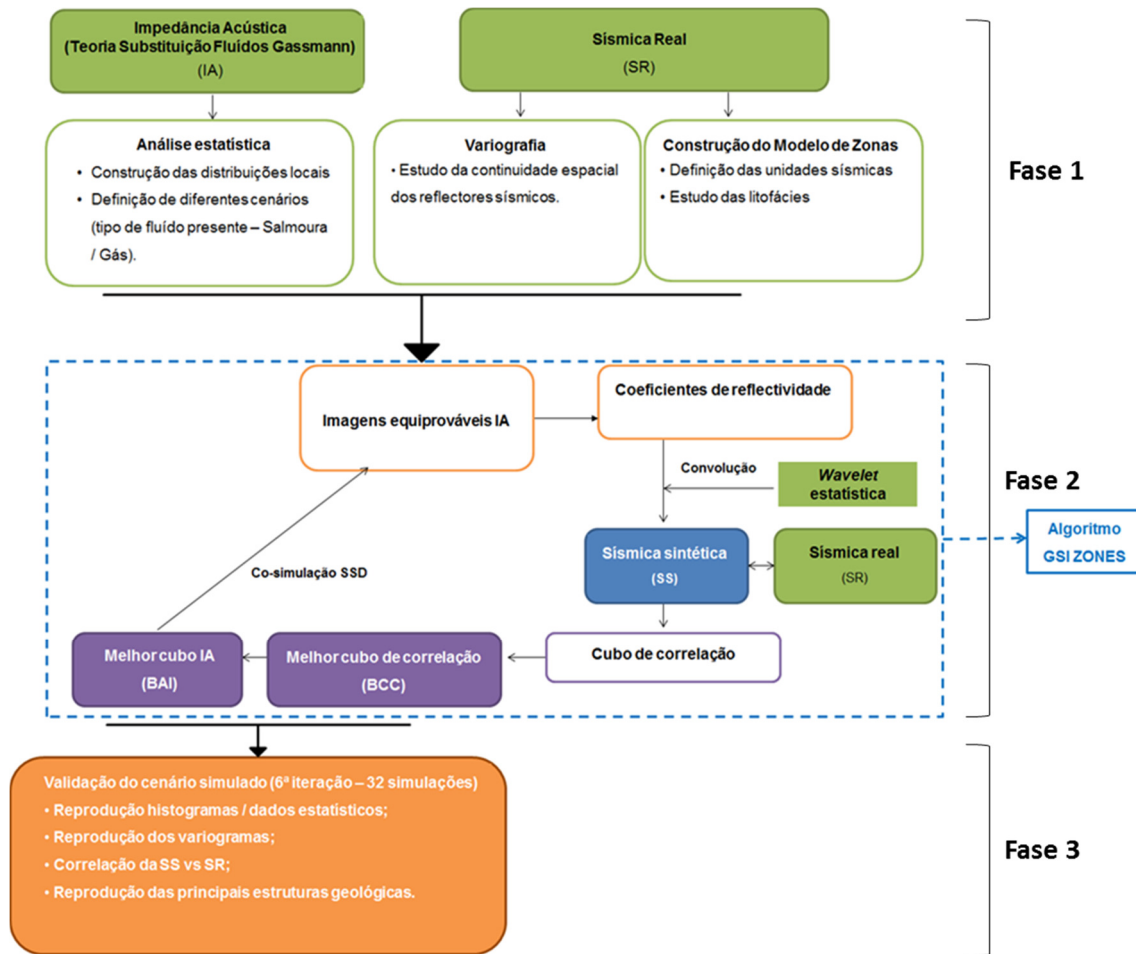 Impedância Acústica
(Teoria Substituição Fluídos Gassmann)
(IA)
Sísmica Real
(SR)
Análise estatística
• Construção das distribuições locais
• Definição de diferentes cenários
(tipo de fluído presente – Salmoura
/ Gás).
Variografia
• Estudo da continuidade espacial
dos reflectores sísmicos.
Construção do Modelo de Zonas
• Definição das unidades sísmicas
• Estudo das litofácies
Fase 1
Imagens equiprováveis IA
Coeficientes de reflectividade
Convolução
Wavelet
estatística
Fase 2
Sísmica sintética
(SS)
Sísmica real
(SR)
Algoritmo
GSI ZONES
Co-simulação SSD
Melhor cubo IA
(BAI)
Melhor cubo de correlação
(BCC)
Cubo de correlação
Validação do cenário simulado (6ª iteração – 32 simulações)
• Reprodução histogramas / dados estatisticos;
• Reprodução dos variogramas;
• Correlação da SS vs SR;
• Reprodução das principais estruturas geológicas.
Fase 3